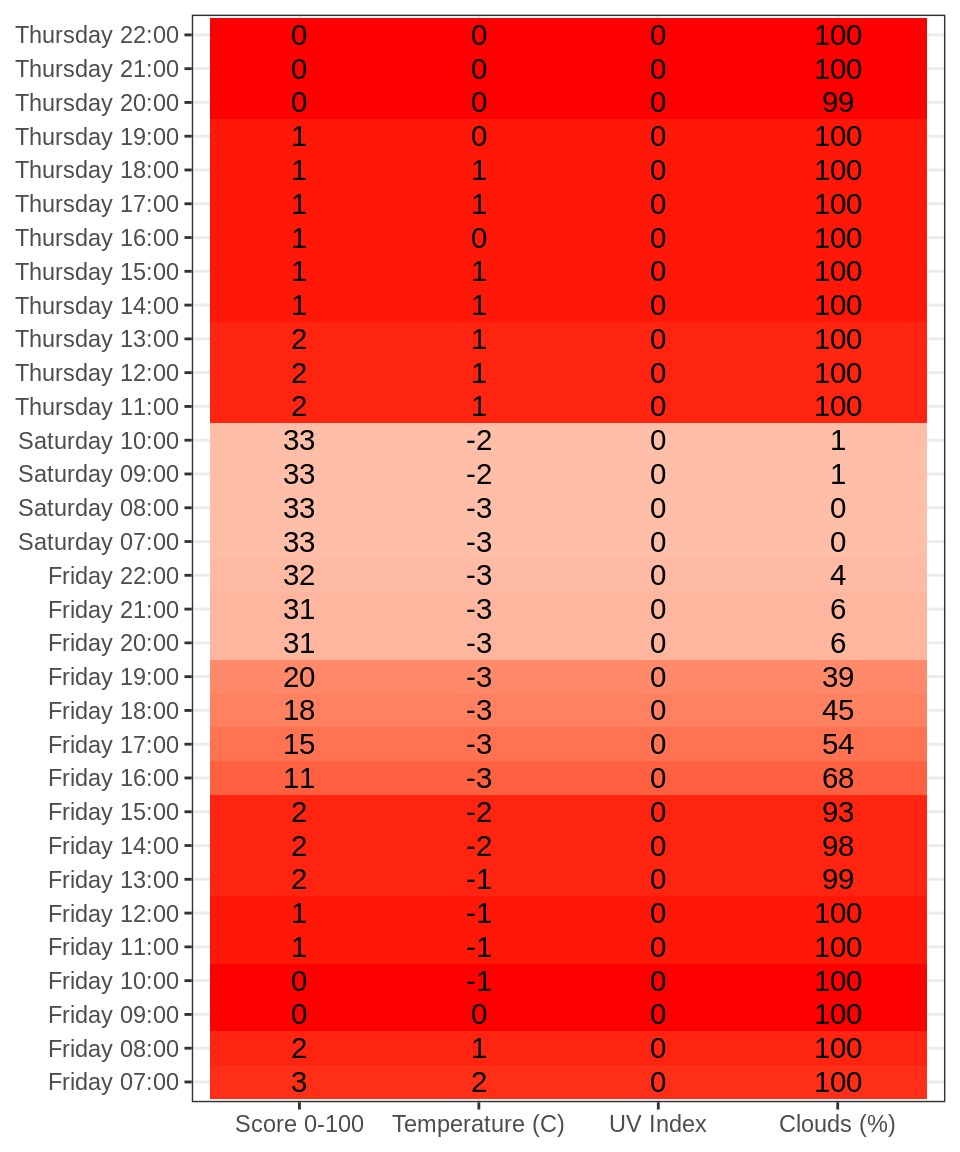 Thursday 22:00 0 0 0 100
Thursday 21:00 0 0 0 100
Thursday 20:00 0 0 0 99
Thursday 19:00 1 0 0 100
Thursday 18:00 1 1 0 100
Thursday 17:00 1 1 0 100
Thursday 16:00 1 0 0 100
Thursday 15:00 1 1 0 100
Thursday 14:00 1 1 0 100
Thursday 13:00 2 1 0 100
Thursday 12:00 2 1 0 100
Thursday 11:00 2 1 0 100
Saturday 10:00 33 -2 0 1
Saturday 09:00 33 -2 0 1
Saturday 08:00 33 -3 0 0
Saturday 07:00 33 -3 0 0
Friday 22:00 32 -3 0 4
Friday 21:00 31 -3 0 6
Friday 20:00 31 -3 0 6
Friday 19:00 20 -3 0 39
Friday 18:00 18 -3 0 45
Friday 17:00 15 -3 0 54
Friday 16:00 11 -3 0 68
Friday 15:00 2 -2 0 93
Friday 14:00 2 -2 0 98
Friday 13:00 2 -1 0 99
Friday 12:00 1 -1 0 100
Friday 11:00 1 -1 0 100
Friday 10:00 0 -1 0 100
Friday 09:00 0 0 0 100
Friday 08:00 2 1 0 100
Friday 07:00 3 2 0 100
Score 0-100 Temperature (C) UV Index Clouds (%)